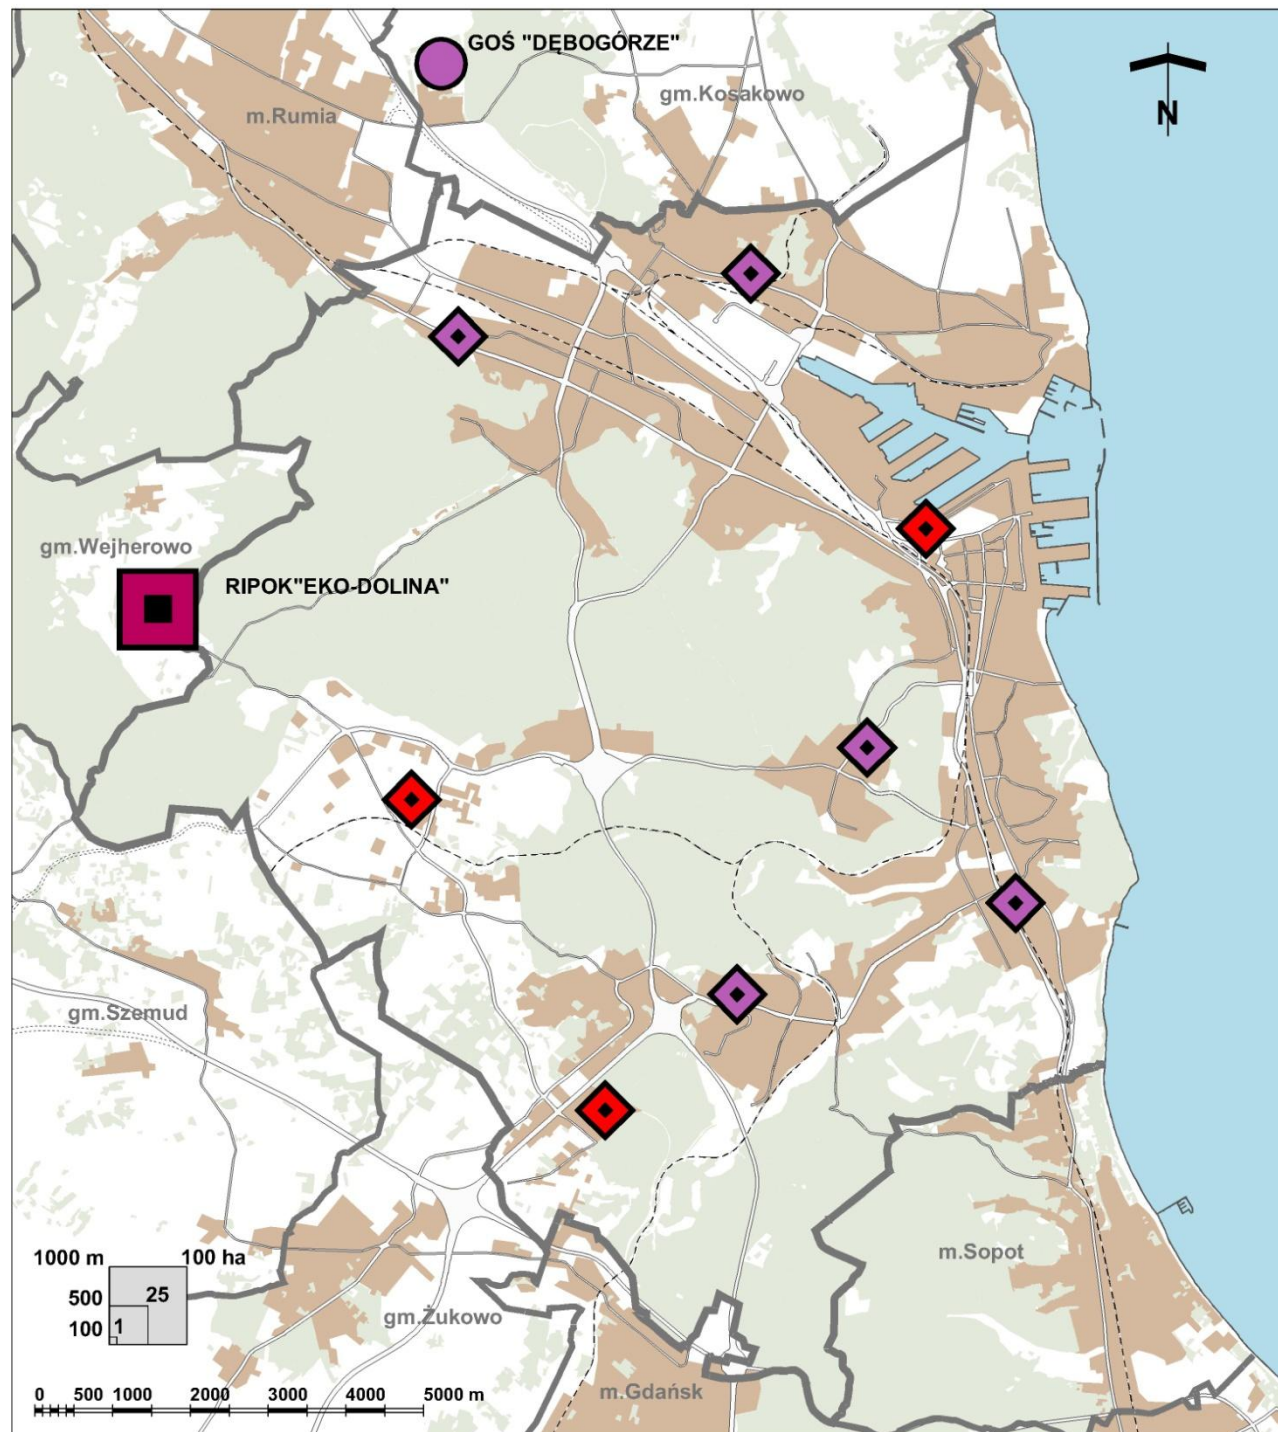 GOŚ "DĘBOGÓRZE"
gm.Kosakowo
m.Rumia
N
gm.Wejherowo
RIPOK"EKO-DOLINA"
gm.Szemud
m.Sopot
1000 m 100 ha
500 25
100 1
gm.Żukowo
m.Gdańsk
0 500 1000 2000 3000 4000 5000 m